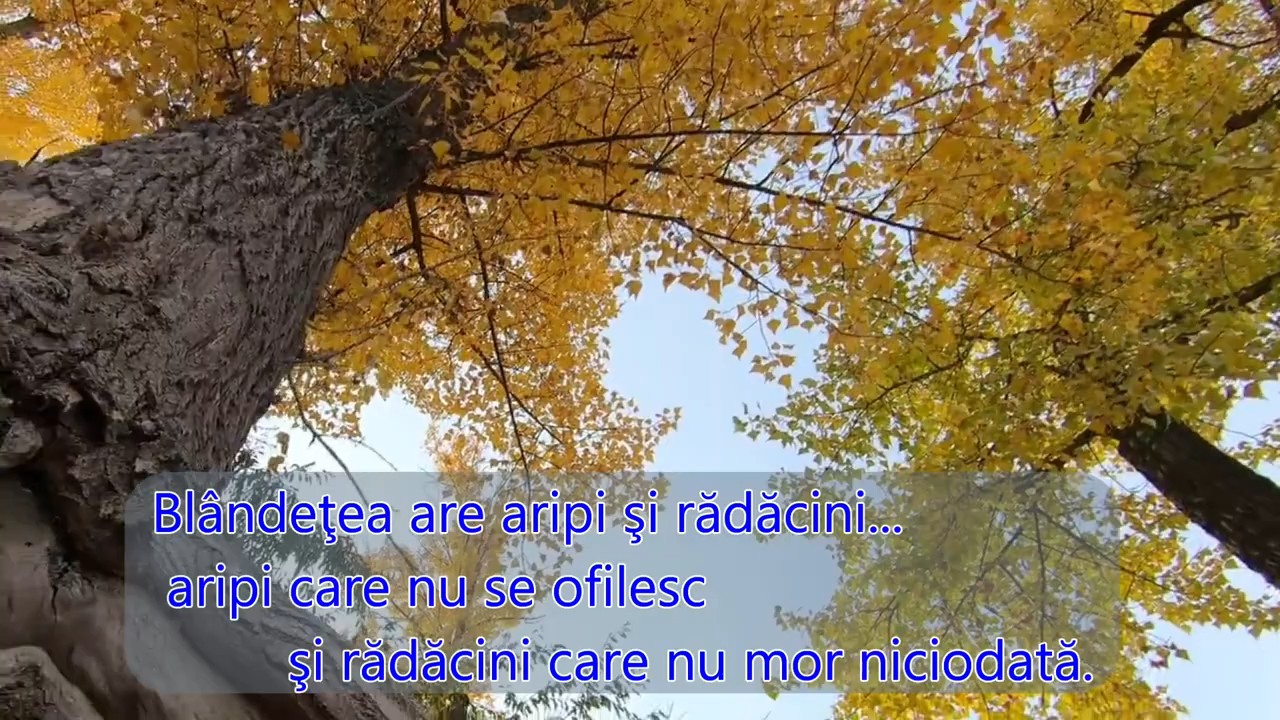 Blândeţea are aripi şi rădăcini...
aripi care nu se ofilesc
şi rădăcini care nu mor niciodată.